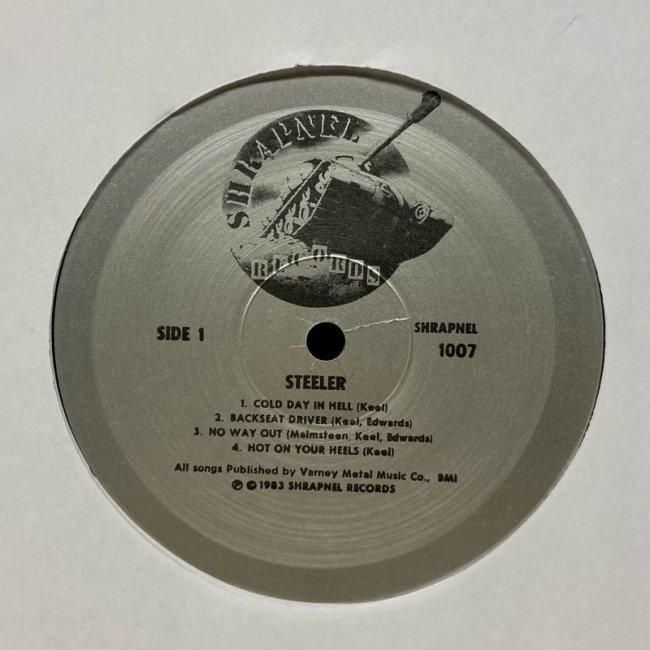 SHRAPNEL
RECORDS
SIDE 1
SHRAPNEL
1007
STEELER
1. COLD DAY IN HELL (Keel)
2. BACKSEAT DRIVER (Keel, Edwards)
3. NO WAY OUT (Malmsteen, Keel, Edwards)
4. HOT ON YOUR HEELS (Keel)
All songs Published by Varney Metal Music Co., BMI
℗ © 1983 SHRAPNEL RECORDS